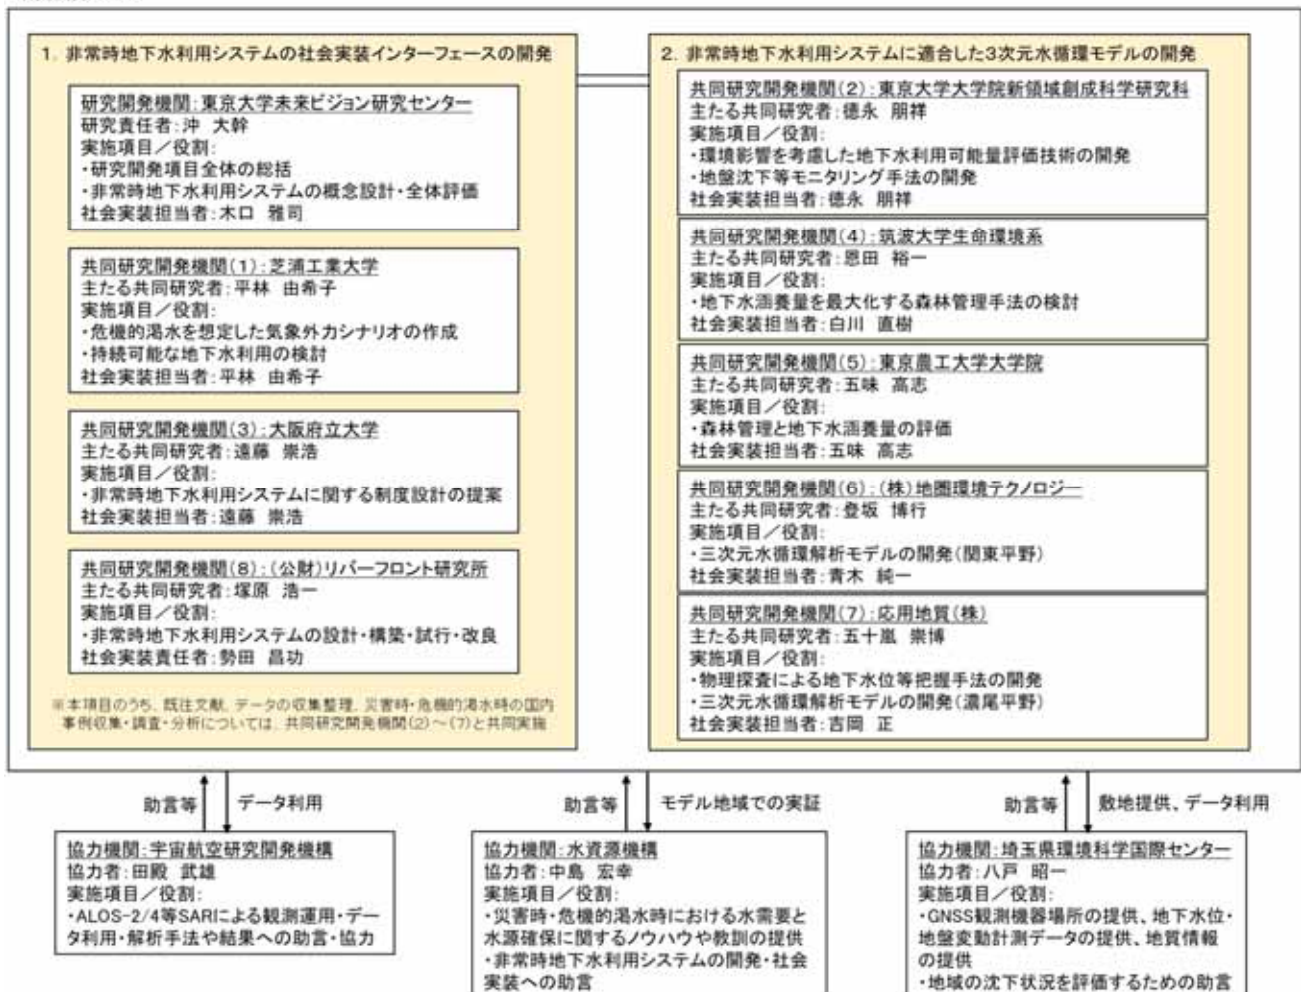 1. 非常時地下水利用システムの社会実装インターフェースの開発
研究開発機関:東京大学未来ビジョン研究センター
研究責任者:沖 大幹
実施項目／役割:
・研究開発項目全体の総括
・非常時地下水利用システムの概念設計・全体評価
社会実装担当者:木口 雅司
共同研究開発機関(1):芝浦工業大学
主たる共同研究者:平林 由希子
実施項目／役割:
・危機的渇水を想定した気象外力シナリオの作成
・持続可能な地下水利用の検討
社会実装担当者:平林 由希子
共同研究開発機関(3):大阪府立大学
主たる共同研究者:遠藤 崇浩
実施項目／役割:
・非常時地下水利用システムに関する制度設計の提案
社会実装担当者:遠藤 崇浩
共同研究開発機関(8):(公財)リバーフロント研究所
主たる共同研究者:塚原 浩一
実施項目／役割:
・非常時地下水利用システムの設計・構築・試行・改良
社会実装責任者:勢田 昌功
※本項目のうち、既往文献、データの収集整理、災害時・危機的渇水時の国内
事例収集・調査・分析については、共同研究開発機関(2)～(7)と共同実施
2. 非常時地下水利用システムに適合した3次元水循環モデルの開発
共同研究開発機関(2):東京大学大学院新領域創成科学研究科
主たる共同研究者:徳永 朋祥
実施項目／役割:
・環境影響を考慮した地下水利用可能量評価技術の開発
・地盤沈下等モニタリング手法の開発
社会実装担当者:徳永 朋祥
共同研究開発機関(4):筑波大学生命環境系
主たる共同研究者:恩田 裕一
実施項目／役割:
・地下水涵養量を最大化する森林管理手法の検討
社会実装担当者:白川 直樹
共同研究開発機関(5):東京農工大学大学院
主たる共同研究者:五味 高志
実施項目／役割:
・森林管理と地下水涵養量の評価
社会実装担当者:五味 高志
共同研究開発機関(6):(株)地圏環境テクノロジー
主たる共同研究者:登坂 博行
実施項目／役割:
・三次元水循環解析モデルの開発(関東平野)
社会実装担当者:青木 純一
共同研究開発機関(7):応用地質(株)
主たる共同研究者:五十嵐 崇博
実施項目／役割:
・物理探査による地下水位等把握手法の開発
・三次元水循環解析モデルの開発(濃尾平野)
社会実装担当者:吉岡 正
助言等 データ利用
協力機関:宇宙航空研究開発機構
協力者:田殿 武雄
実施項目／役割:
・ALOS-2/4等SARによる観測運用・デー
タ利用・解析手法や結果への助言・協力
助言等 モデル地域での実証
協力機関:水資源機構
協力者:中島 宏幸
実施項目／役割:
・災害時・危機的渇水時における水需要と
水源確保に関するノウハウや教訓の提供
・非常時地下水利用システムの開発・社会
実装への助言
助言等 敷地提供、データ利用
協力機関:埼玉県環境科学国際センター
協力者:八戸 昭一
実施項目／役割:
・GNSS観測機器場所の提供、地下水位・
地盤変動計測データの提供、地質情報
の提供
・地域の沈下状況を評価するための助言